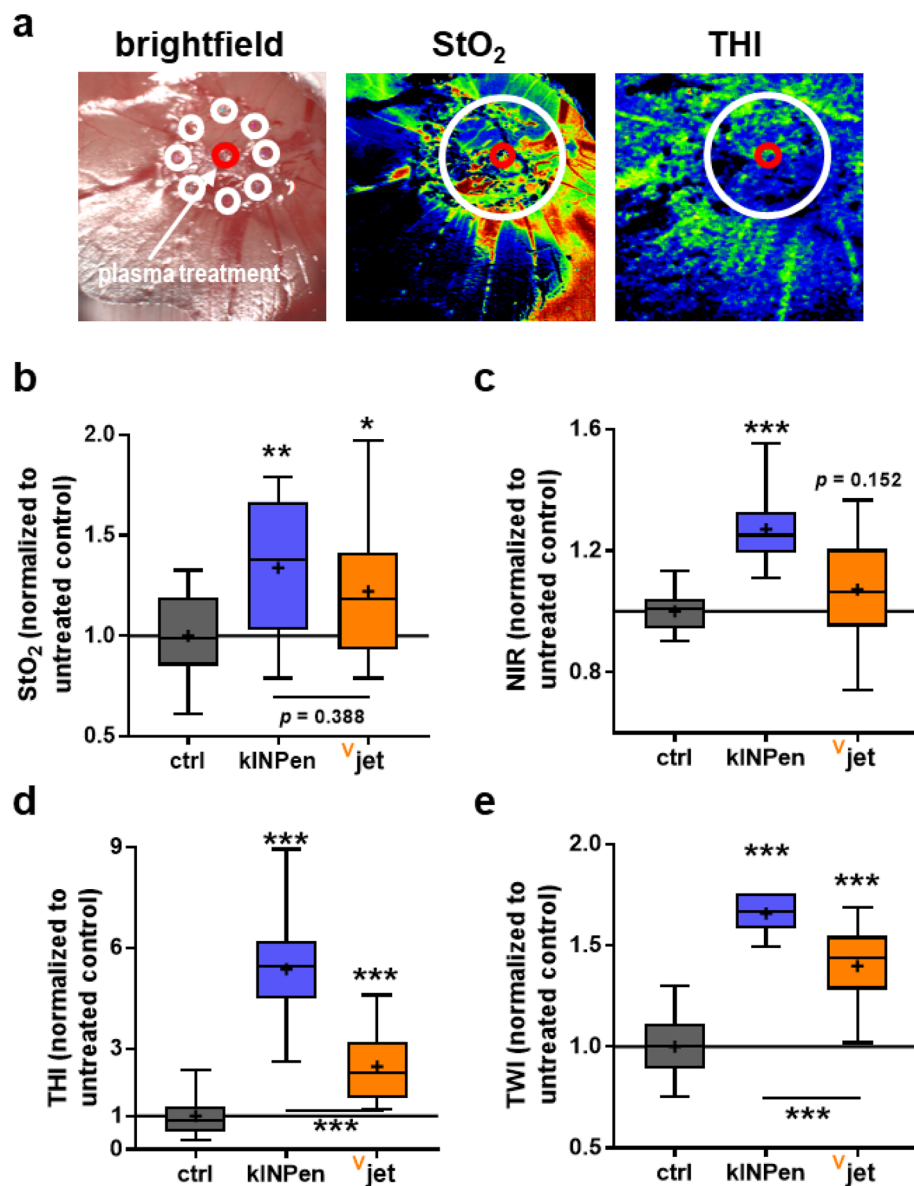 a
brightfield
StO₂
THI
plasma treatment
b
StO₂ (normalized to
untreated control)
2.0
1.5
1.0
0.5
**
*
p = 0.388
ctrl
kINPen
Vjet
c
NIR (normalized to
untreated control)
1.6
1.2
0.8
***
p = 0.152
ctrl
kINPen
Vjet
d
THI (normalized to
untreated control)
9
6
3
1
0
***
***
***
ctrl
kINPen
Vjet
e
TWI (normalized to
untreated control)
2.0
1.5
1.0
0.5
***
***
***
ctrl
kINPen
Vjet